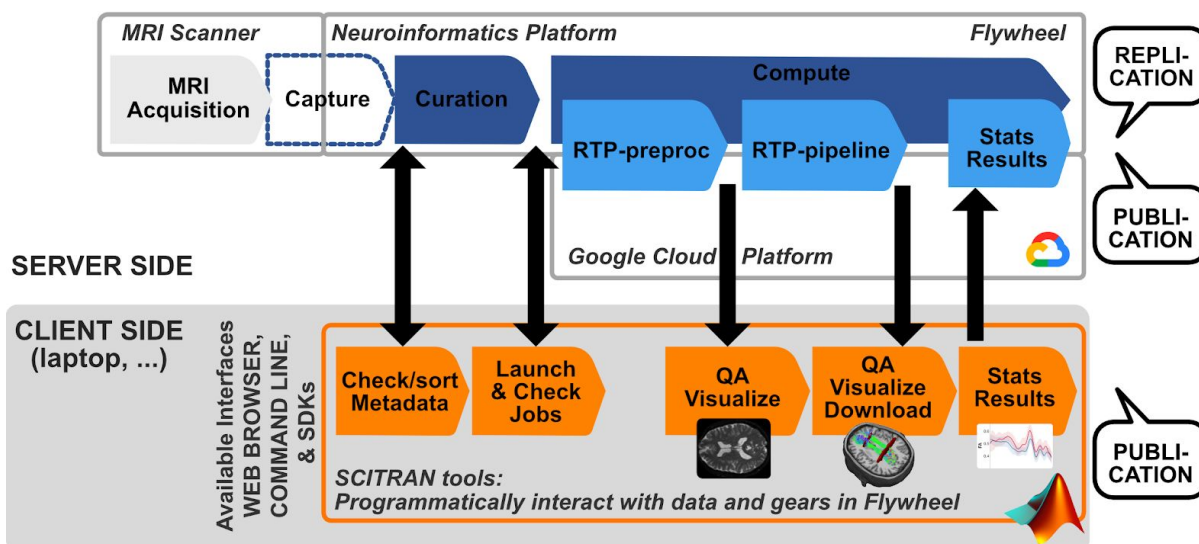 MRI Scanner
Neuroinformatics Platform
Flywheel
MRI
Acquisition
Capture
Curation
Compute
RTP-preproc
RTP-pipeline
Stats
Results
REPLI-
CATION
PUBLI-
CATION
Google Cloud Platform
SERVER SIDE
CLIENT SIDE
(laptop, ...)
Available Interfaces
WEB BROWSER,
COMMAND LINE,
& SDKs
Check/sort
Metadata
Launch
& Check
Jobs
QA
Visualize
QA
Visualize
Download
Stats
Results
SCITRAN tools:
Programmatically interact with data and gears in Flywheel
PUBLI-
CATION